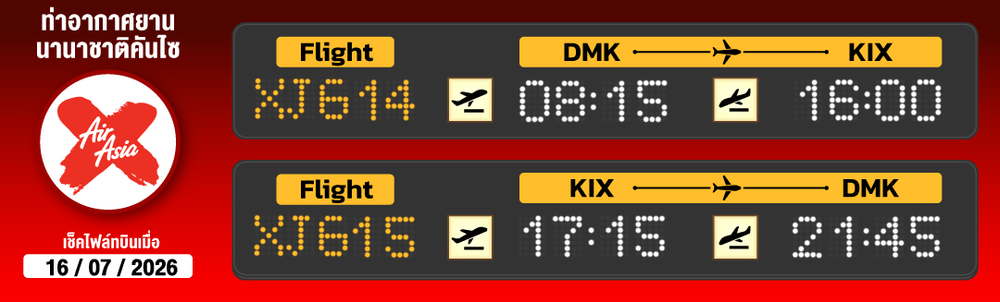 ท่าอากาศยาน
นานาชาติคันไซ
Air
Asia
เช็คไฟล์ทบินเมื่อ
16 / 07 / 2026
Flight
DMK KIX
XJ614 08:15 16:00
Flight
KIX DMK
XJ615 17:15 21:45